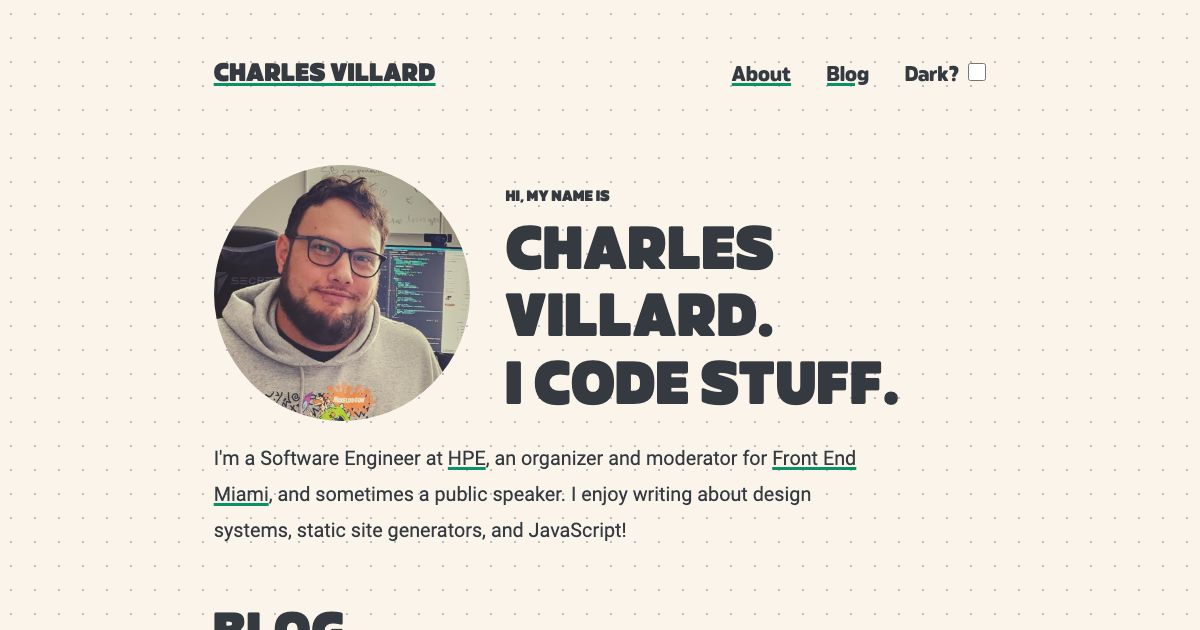 CHARLES VILLARD
About Blog Dark?
HI, MY NAME IS
CHARLES
VILLARD.
I CODE STUFF.
I'm a Software Engineer at HPE, an organizer and moderator for Front End
Miami, and sometimes a public speaker. I enjoy writing about design
systems, static site generators, and JavaScript!
BLOG